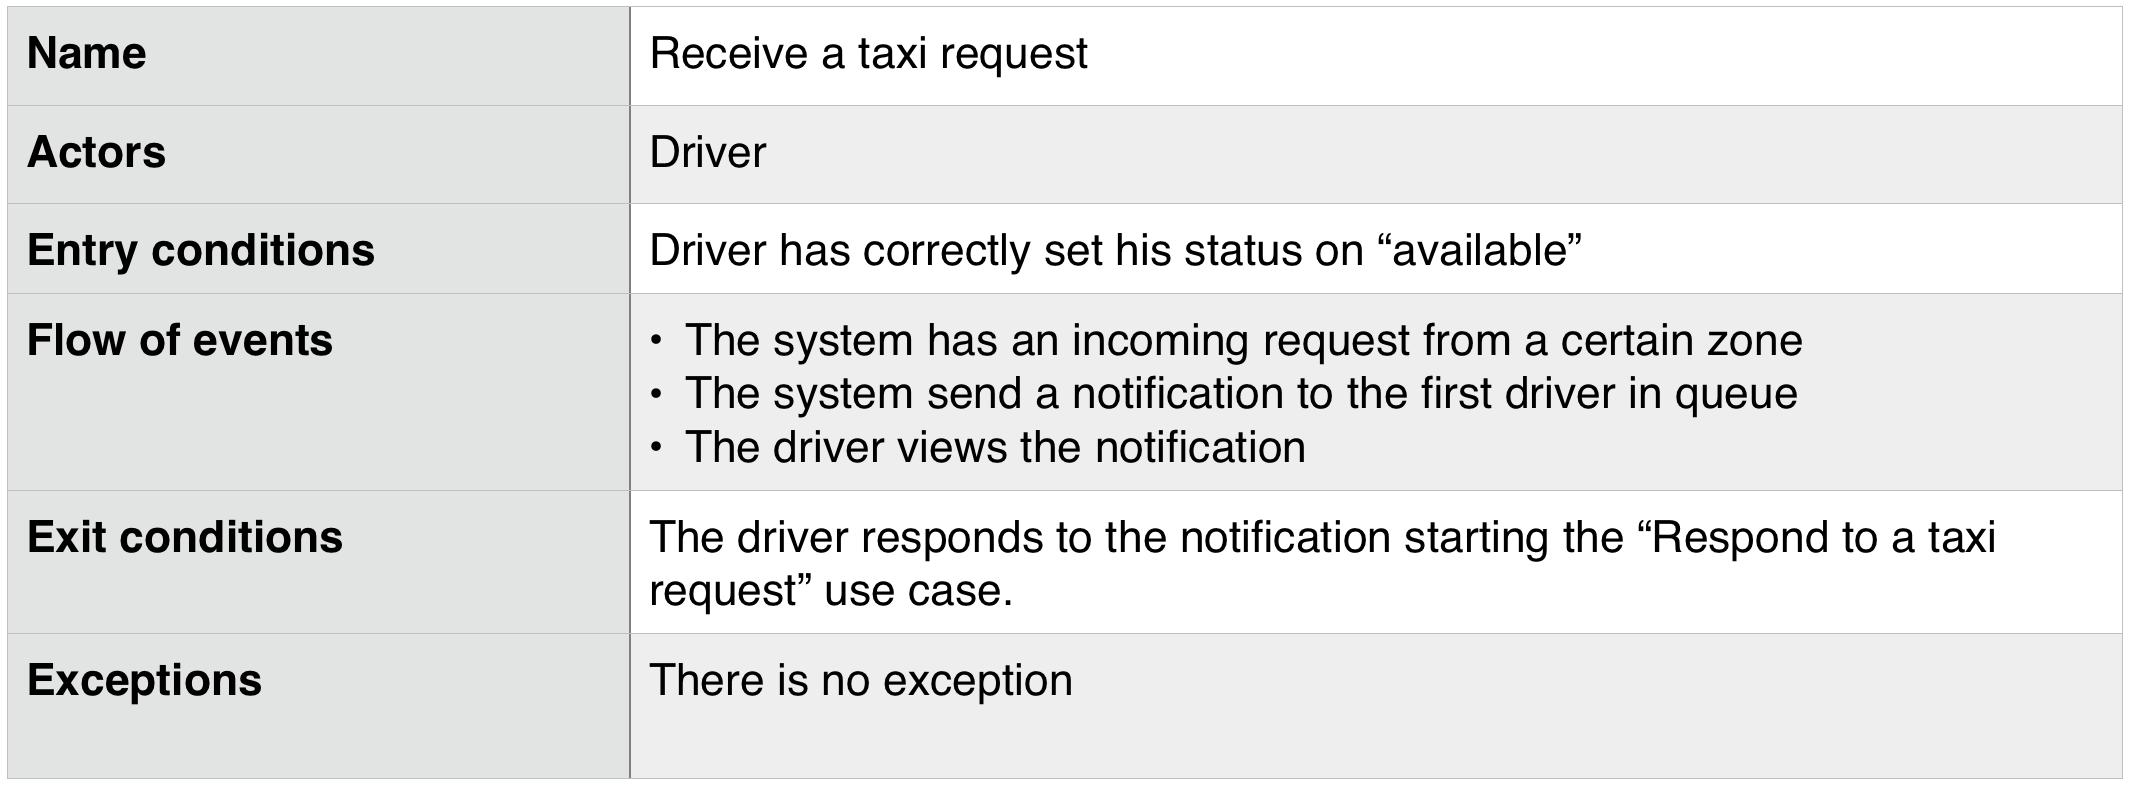 Name
Receive a taxi request
Actors
Driver
Entry conditions
Driver has correctly set his status on “available”
Flow of events
• The system has an incoming request from a certain zone
• The system send a notification to the first driver in queue
• The driver views the notification
Exit conditions
The driver responds to the notification starting the “Respond to a taxi
request” use case.
Exceptions
There is no exception